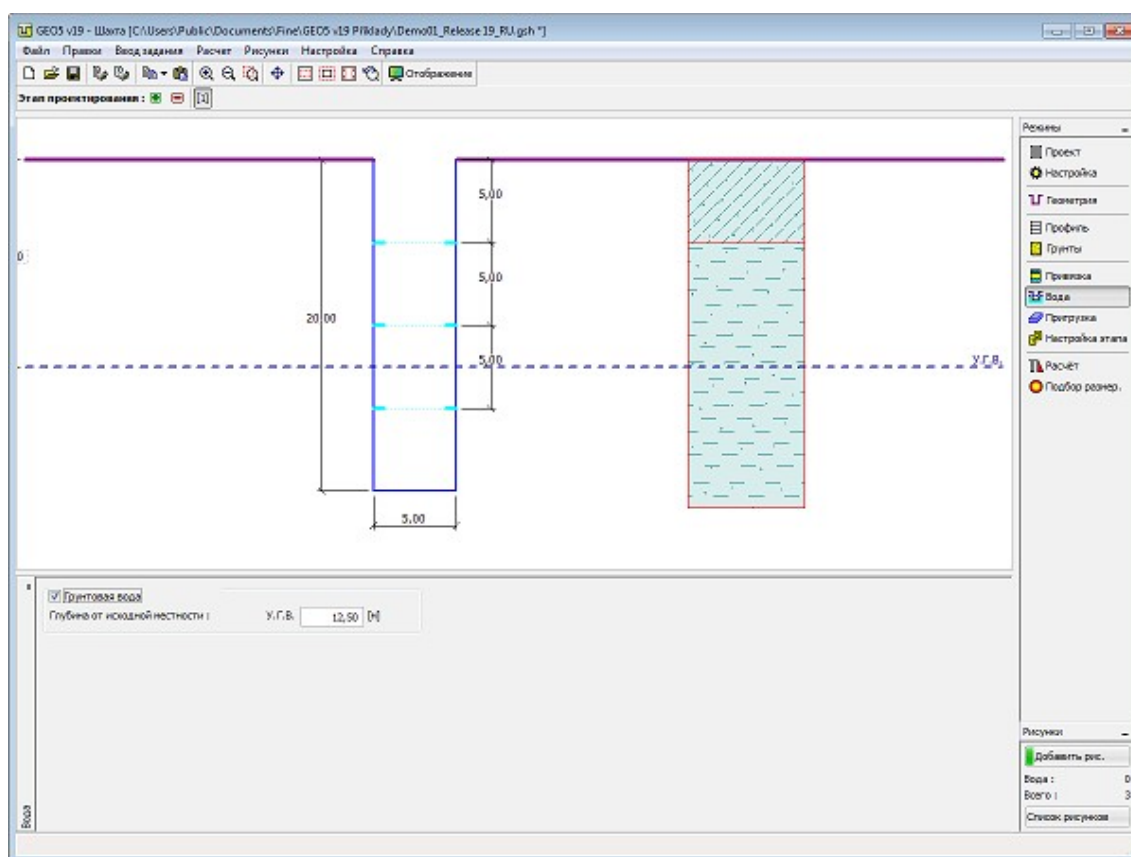 GEO5 v19 - Шахта [C:\Users\Public\Documents\Fine\GEO5 v19 Příklady\Demo01_Release 19_RU.gsh *]
Файл Правки Ввод задания Расчет Рисунки Настройка Справка
Отображение
Этап проектирования : [1]
Режимы
Проект
Настройка
Геометрия
Профиль
Грунты
Привязка
Вода
Пригрузка
Настройка этапа
Расчёт
Подбор размер.
5,00
5,00
20,00
5,00
У.Г.В.
5,00
Грунтовая вода
Глубина от исходной местности : У.Г.В. 12,50 [м]
Вода
Рисунки
Добавить рис.
Вода : 0
Всего : 3
Список рисунков